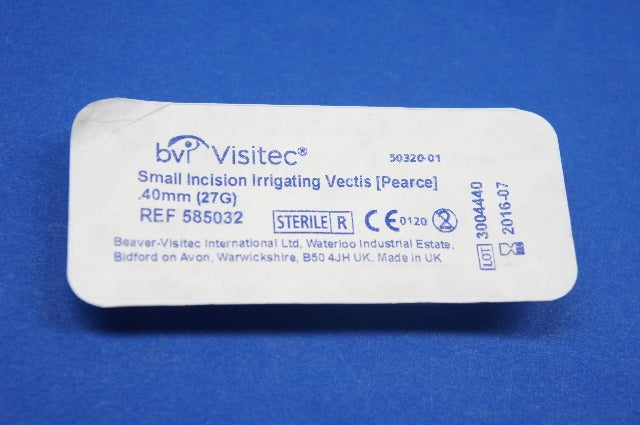 bvi Visitec®
50320-01
Small Incision Irrigating Vectis [Pearce]
.40mm (27G)
REF 585032
STERILE R
CE 0120
2
Beaver-Visitec International Ltd, Waterloo Industrial Estate,
Bidford on Avon, Warwickshire, B50 4JH UK. Made in UK
LOT 3004440
2016-07